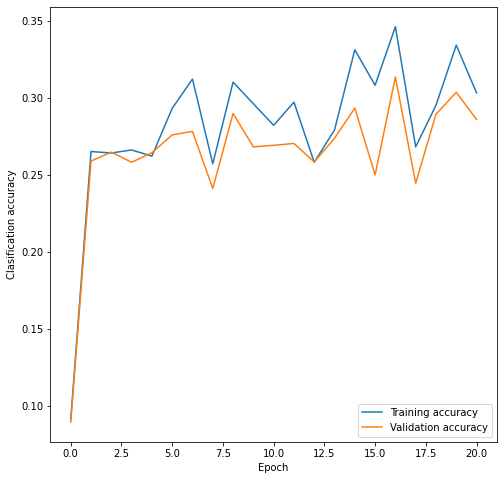 0.35
0.30
0.25
0.20
0.15
0.10
Clasification accuracy
Training accuracy
Validation accuracy
0.0 2.5 5.0 7.5 10.0 12.5 15.0 17.5 20.0
Epoch